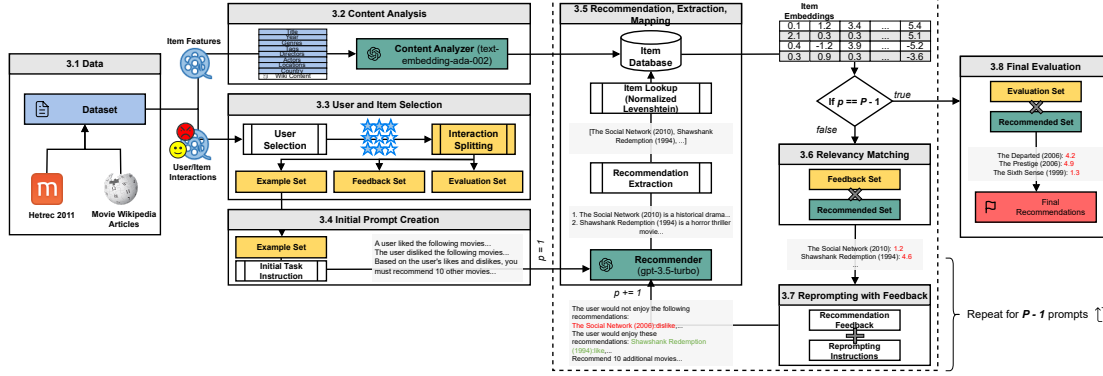 3.1 Data
Dataset
Hetrec 2011
Movie Wikipedia
Articles
Item Features
User/Item
Interactions
3.2 Content Analysis
Title
Year
Genres
Tags
Directors
Actors
Locations
Country
Wiki Content
Content Analyzer (text-
embedding-ada-002)
3.3 User and Item Selection
User
Selection
Interaction
Splitting
Example Set
Feedback Set
Evaluation Set
3.4 Initial Prompt Creation
Example Set
Initial Task
Instruction
A user liked the following movies...
The user disliked the following movies...
Based on the user's likes and dislikes, you
must recommend 10 other movies...
p = 1
3.5 Recommendation, Extraction,
Mapping
Item
Database
Item Lookup
(Normalized
Levenshtein)
[The Social Network (2010), Shawshank
Redemption (1994), ...]
Recommendation
Extraction
1. The Social Network (2010) is a historical drama...
2. Shawshank Redemption (1994) is a horror thriller
movie...
Recommender
(gpt-3.5-turbo)
p += 1
The user would not enjoy the following
recommendations:
The Social Network (2006):dislike,...
The user would enjoy these
recommendations: Shawshank Redemption
(1994):like,...
Recommend 10 additional movies...
Item
Embeddings
0.1 1.2 3.4 ... 5.4
2.1 0.3 0.3 ... 5.1
0.4 -1.2 3.9 ... -5.2
0.3 0.9 0.3 ... -3.6
If p == P - 1
true
false
3.6 Relevancy Matching
Feedback Set
Recommended Set
The Social Network (2010): 1.2
Shawshank Redemption (1994): 4.6
...
3.7 Reprompting with Feedback
Recommendation
Feedback
Reprompting
Instructions
Repeat for P - 1 prompts
3.8 Final Evaluation
Evaluation Set
Recommended Set
The Departed (2006): 4.2
The Prestige (2006): 4.9
The Sixth Sense (1999): 1.3
Final
Recommendations